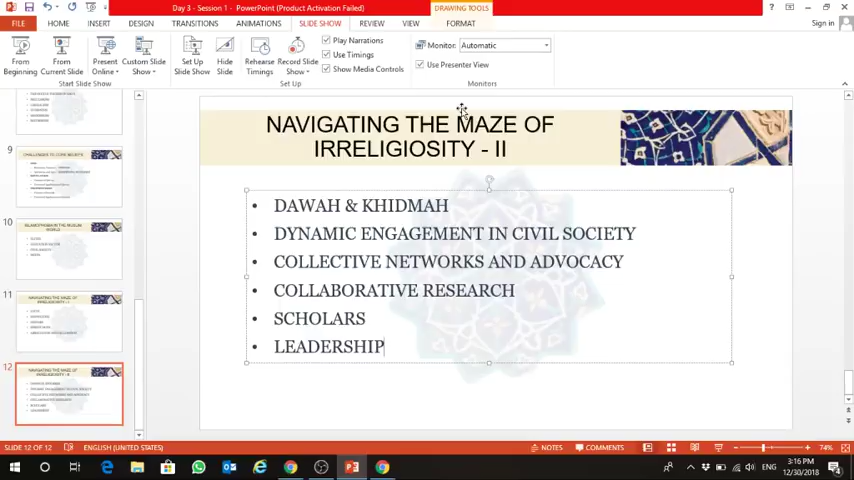 Day 3 - Session 1 - PowerPoint (Product Activation Failed)
DRAWING TOOLS
FILE HOME INSERT DESIGN TRANSITIONS ANIMATIONS SLIDE SHOW REVIEW VIEW FORMAT
Sign in
From Beginning
From Current Slide
Present Online
Custom Slide Show
Set Up Slide Show
Hide Slide
Rehearse Timings
Record Slide Show
Play Narrations
Use Timings
Show Media Controls
Monitor: Automatic
Use Presenter View
Start Slide Show
Set Up
Monitors
9
10
11
12
NAVIGATING THE MAZE OF
IRRELIGIOSITY - II
• DAWAH & KHIDMAH
• DYNAMIC ENGAGEMENT IN CIVIL SOCIETY
• COLLECTIVE NETWORKS AND ADVOCACY
• COLLABORATIVE RESEARCH
• SCHOLARS
• LEADERSHIP
SLIDE 12 OF 12
ENGLISH (UNITED STATES)
NOTES
COMMENTS
74%
ENG
3:16 PM
12/30/2018